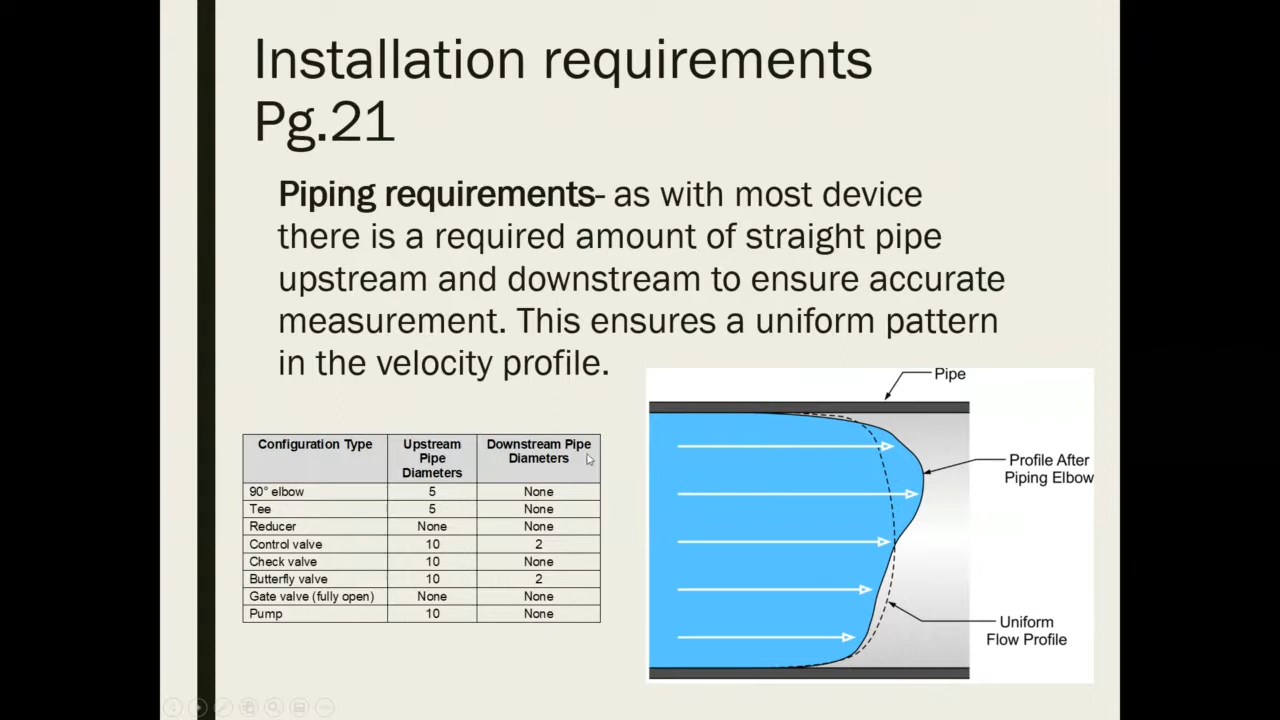 Installation requirements
Pg.21
Piping requirements- as with most device
there is a required amount of straight pipe
upstream and downstream to ensure accurate
measurement. This ensures a uniform pattern
in the velocity profile.
Configuration Type Upstream Pipe Diameters Downstream Pipe Diameters
90° elbow 5 None
Tee 5 None
Reducer None None
Control valve 10 2
Check valve 10 None
Butterfly valve 10 2
Gate valve (fully open) None None
Pump 10 None
Pipe
Profile After
Piping Elbow
Uniform
Flow Profile